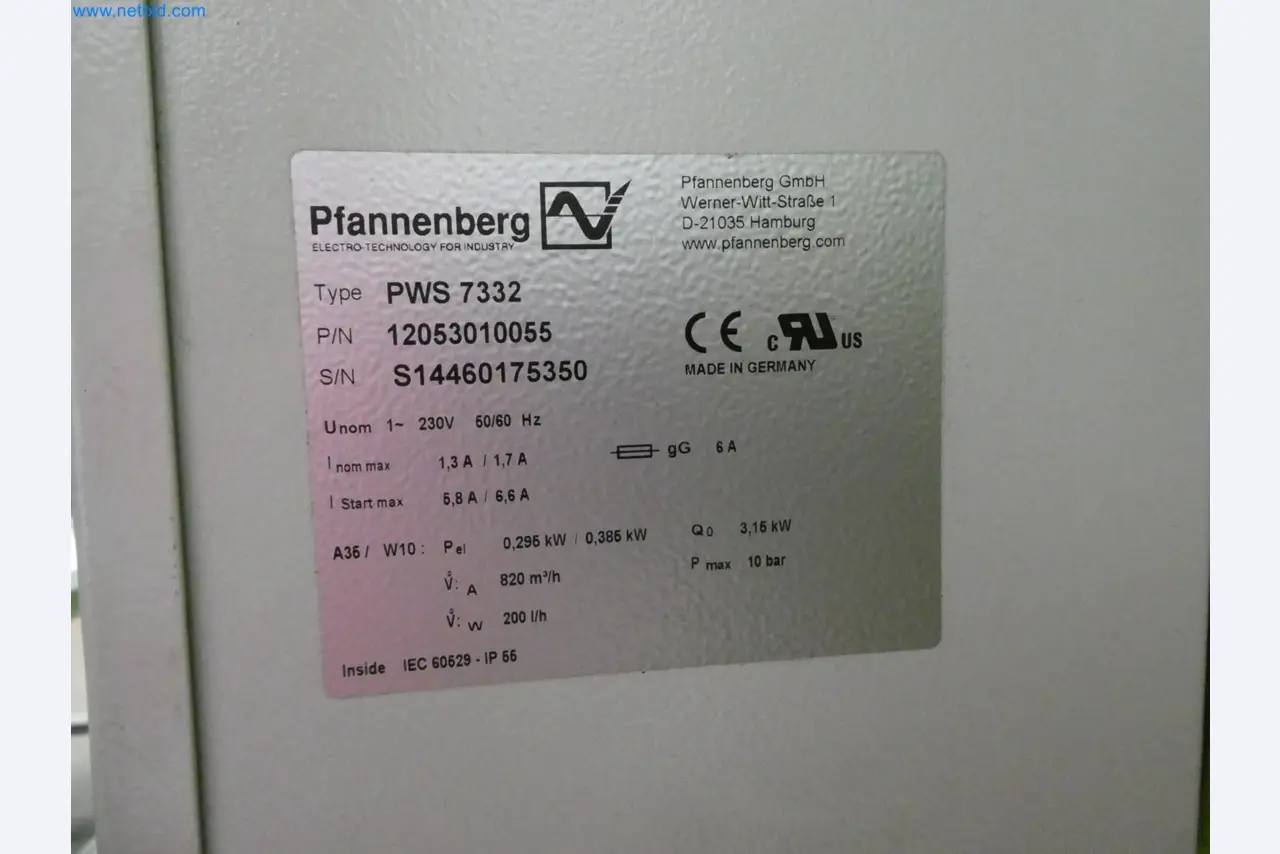 www.netbid.com
Pfannenberg
ELECTRO-TECHNOLOGY FOR INDUSTRY
Pfannenberg GmbH
Werner-Witt-Straße 1
D-21035 Hamburg
www.pfannenberg.com
Type PWS 7332
P/N 12053010055
S/N S14460175350
CE c RU US
MADE IN GERMANY
Unom 1~ 230V 50/60 Hz
I nom max 1,3 A / 1,7 A
gG 6 A
I Start max 5,8 A / 6,6 A
A35 / W10 : Pel 0,295 kW / 0,385 kW
Q0 3,15 kW
V̊: A 820 m³/h
P max 10 bar
V̊: W 200 l/h
Inside IEC 60529 - IP 55